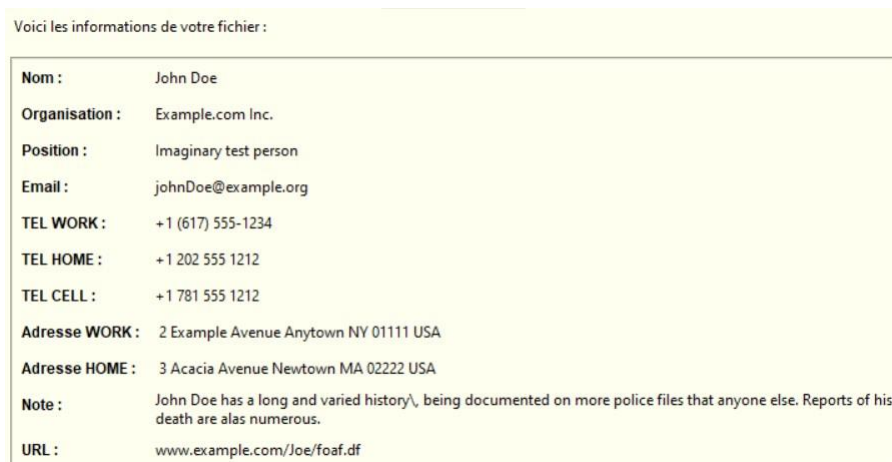 Voici les informations de votre fichier :
Nom : John Doe
Organisation : Example.com Inc.
Position : Imaginary test person
Email : johnDoe@example.org
TEL WORK : +1 (617) 555-1234
TEL HOME : +1 202 555 1212
TEL CELL : +1 781 555 1212
Adresse WORK : 2 Example Avenue Anytown NY 01111 USA
Adresse HOME : 3 Acacia Avenue Newtown MA 02222 USA
Note : John Doe has a long and varied history\, being documented on more police files that anyone else. Reports of his
death are alas numerous.
URL : www.example.com/Joe/foaf.df